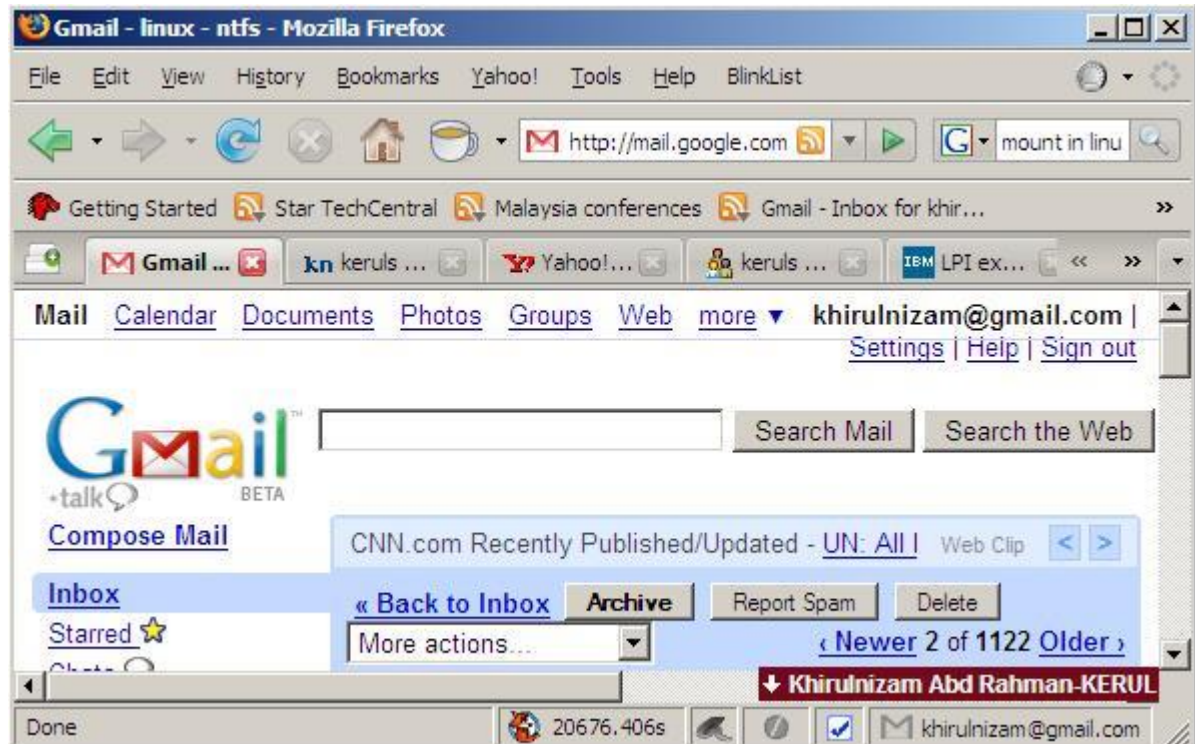 Gmail - linux - ntfs - Mozilla Firefox
File Edit View History Bookmarks Yahoo! Tools Help BlinkList
http://mail.google.com G mount in linu
Getting Started Star TechCentral Malaysia conferences Gmail - Inbox for khir... »
Gmail ... kn keruls ... Y? Yahoo!... keruls ... IBM LPI ex... « »
Mail Calendar Documents Photos Groups Web more ▼ khirulnizam@gmail.com |
Settings | Help | Sign out
Gmail™ Search Mail Search the Web
+talk BETA
Compose Mail
CNN.com Recently Published/Updated - UN: All I Web Clip < >
Inbox
« Back to Inbox Archive Report Spam Delete
Starred
More actions... ‹ Newer 2 of 1122 Older ›
Chats
Khirulnizam Abd Rahman-KERUL
Done 20676.406s khirulnizam@gmail.com